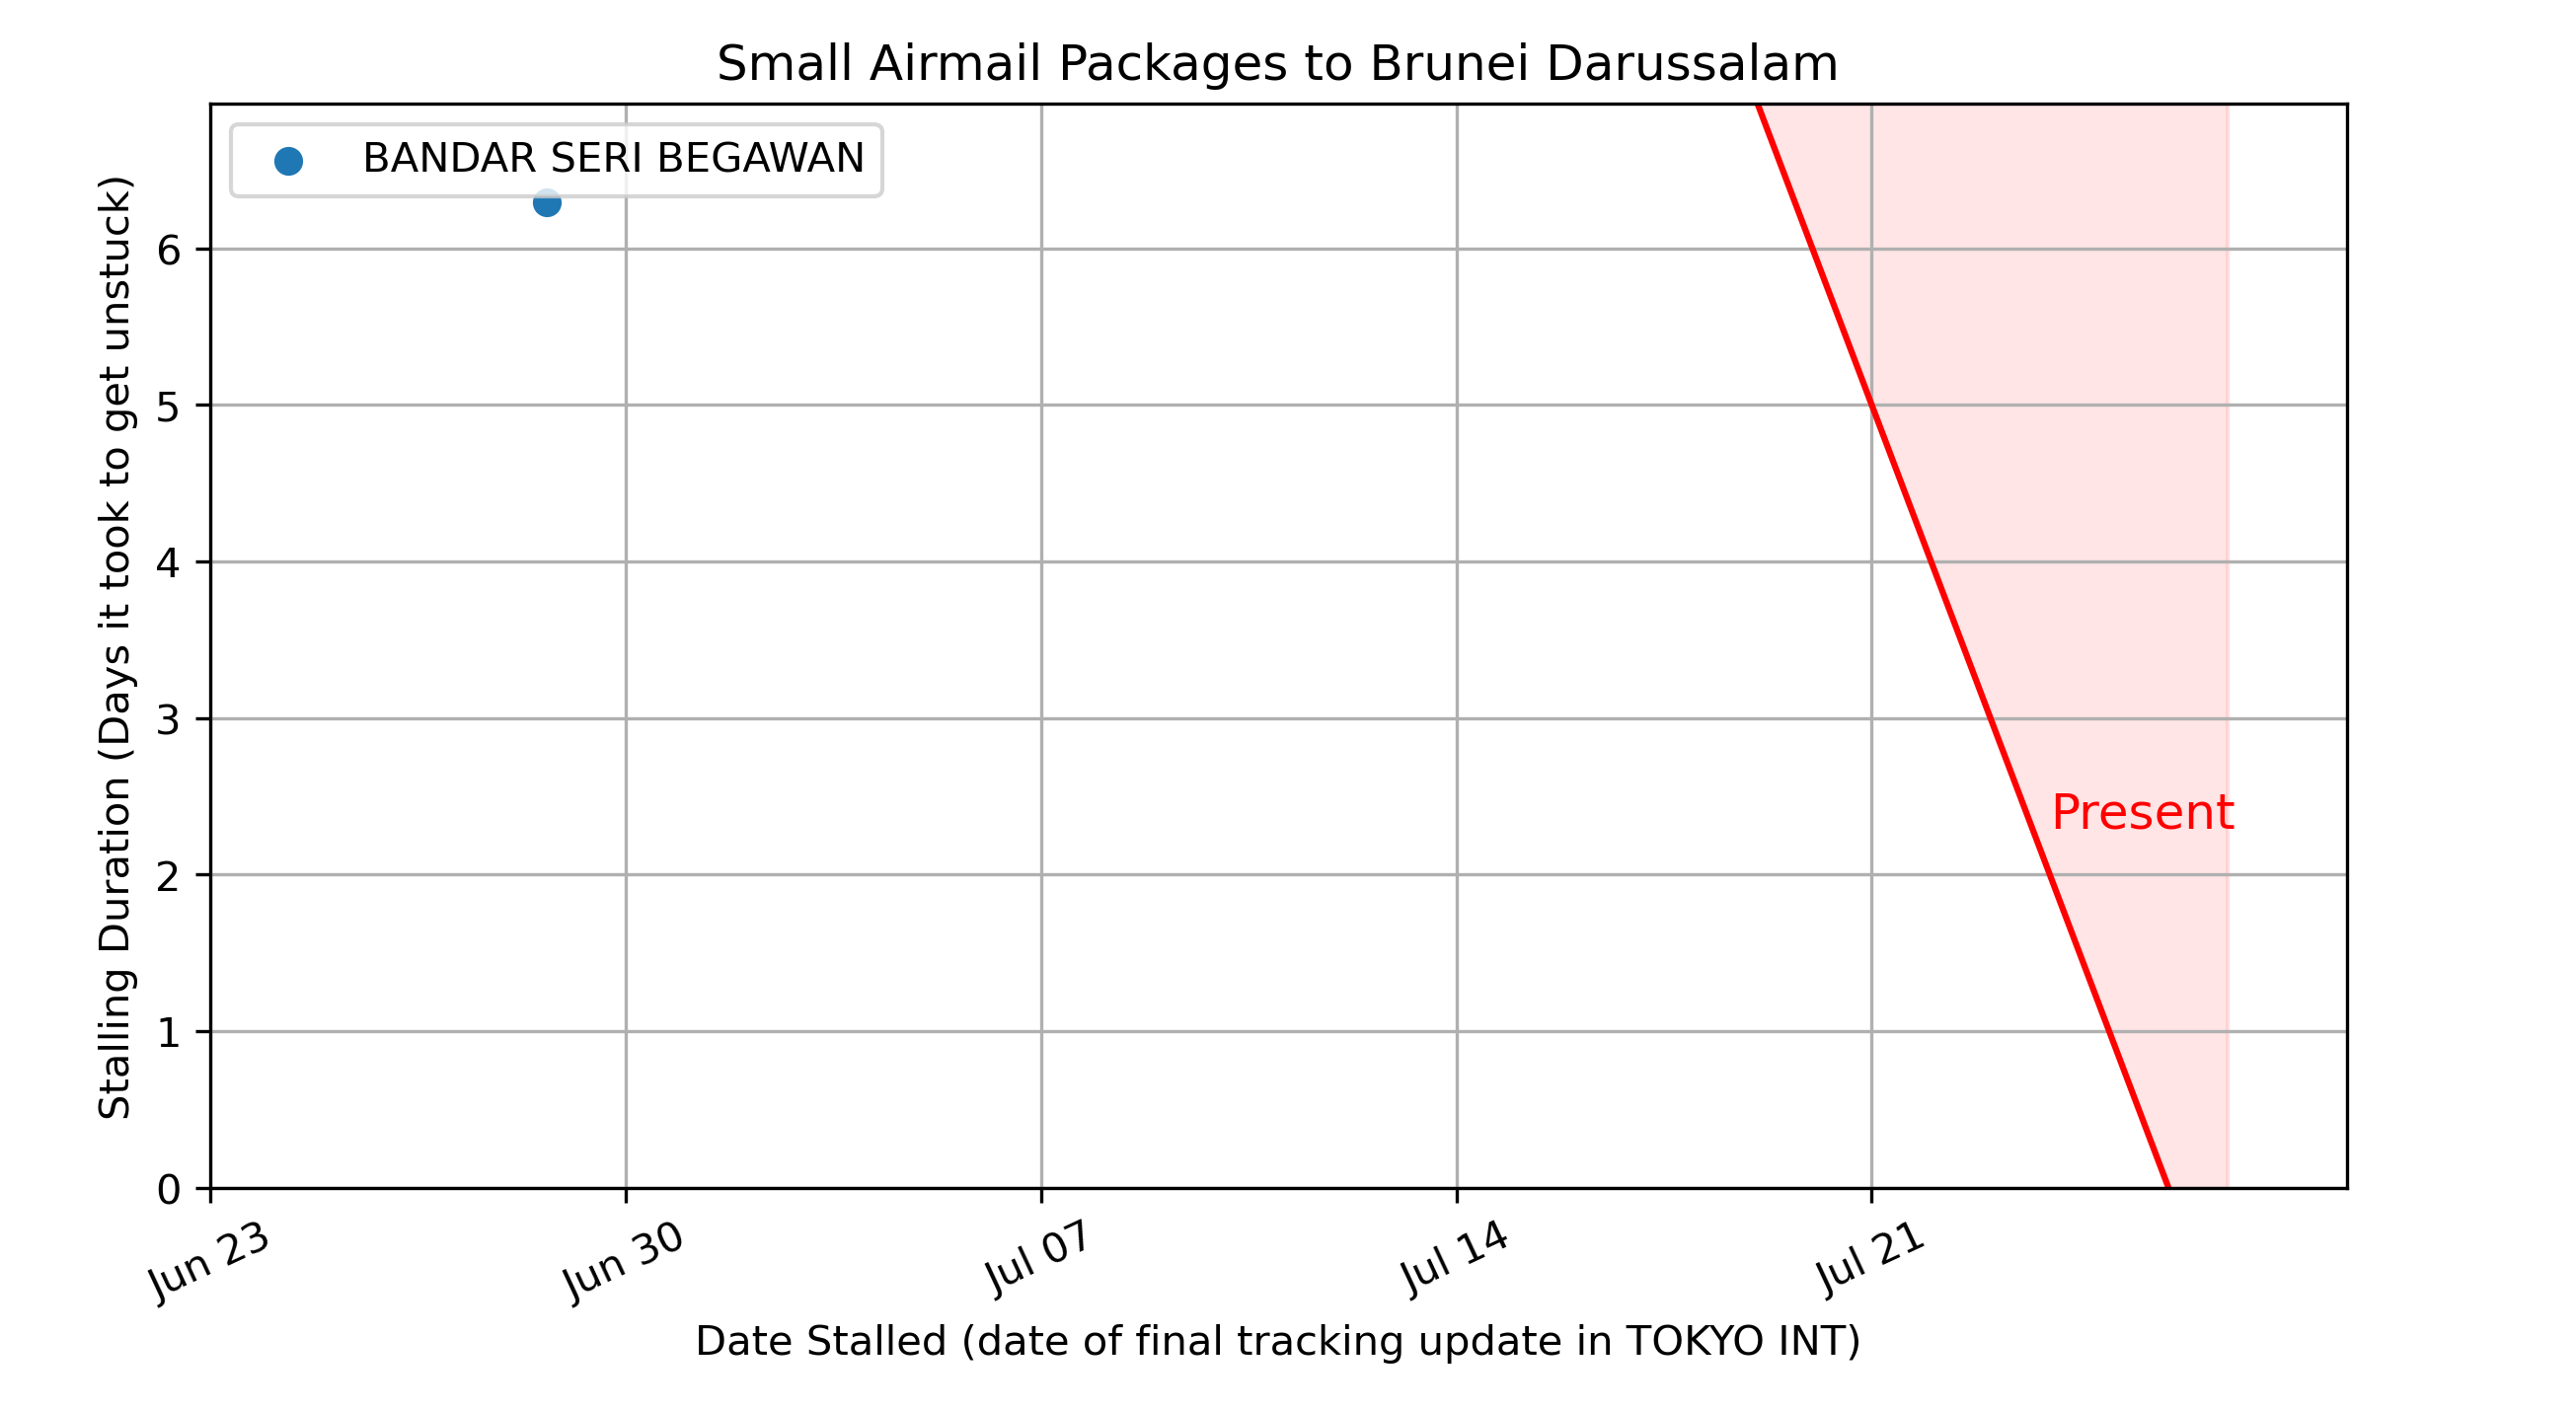 Small Airmail Packages to Brunei Darussalam
BANDAR SERI BEGAWAN
Stalling Duration (Days it took to get unstuck)
6
5
4
3
2
1
0
Present
Jun 23
Jun 30
Jul 07
Jul 14
Jul 21
Date Stalled (date of final tracking update in TOKYO INT)